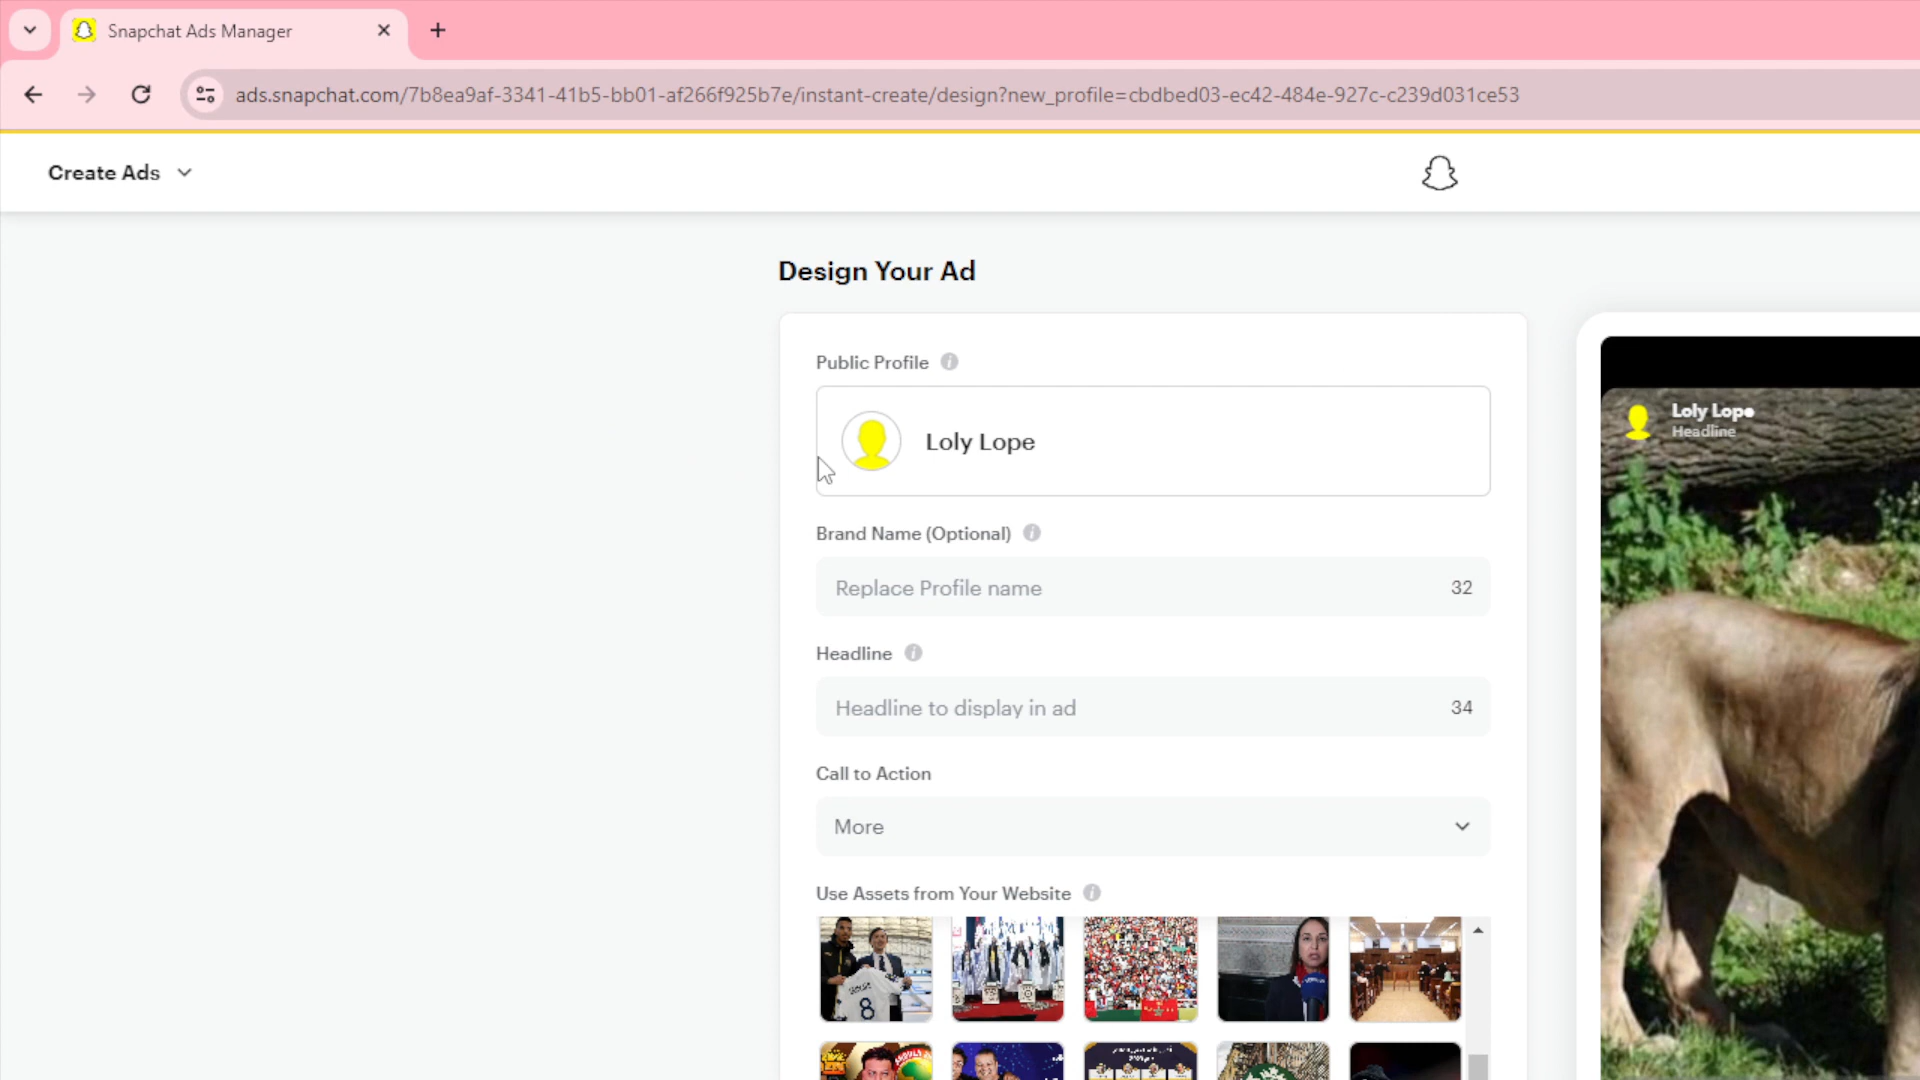 Snapchat Ads Manager
ads.snapchat.com/7b8ea9af-3341-41b5-bb01-af266f925b7e/instant-create/design?new_profile=cbdbed03-ec42-484e-927c-c239d031ce53
Create Ads
Design Your Ad
Public Profile
Loly Lope
Loly Lope
Headline
Brand Name (Optional)
Replace Profile name 32
Headline
Headline to display in ad 34
Call to Action
More
Use Assets from Your Website
8